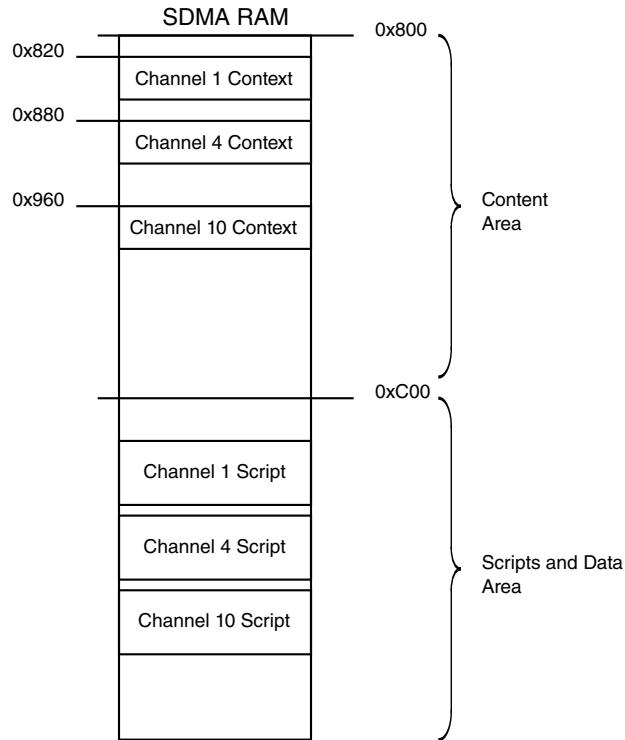 SDMA RAM
0x800
0x820
Channel 1 Context
0x880
Channel 4 Context
0x960
Channel 10 Context
Content
Area
0xC00
Channel 1 Script
Channel 4 Script
Scripts and Data
Area
Channel 10 Script